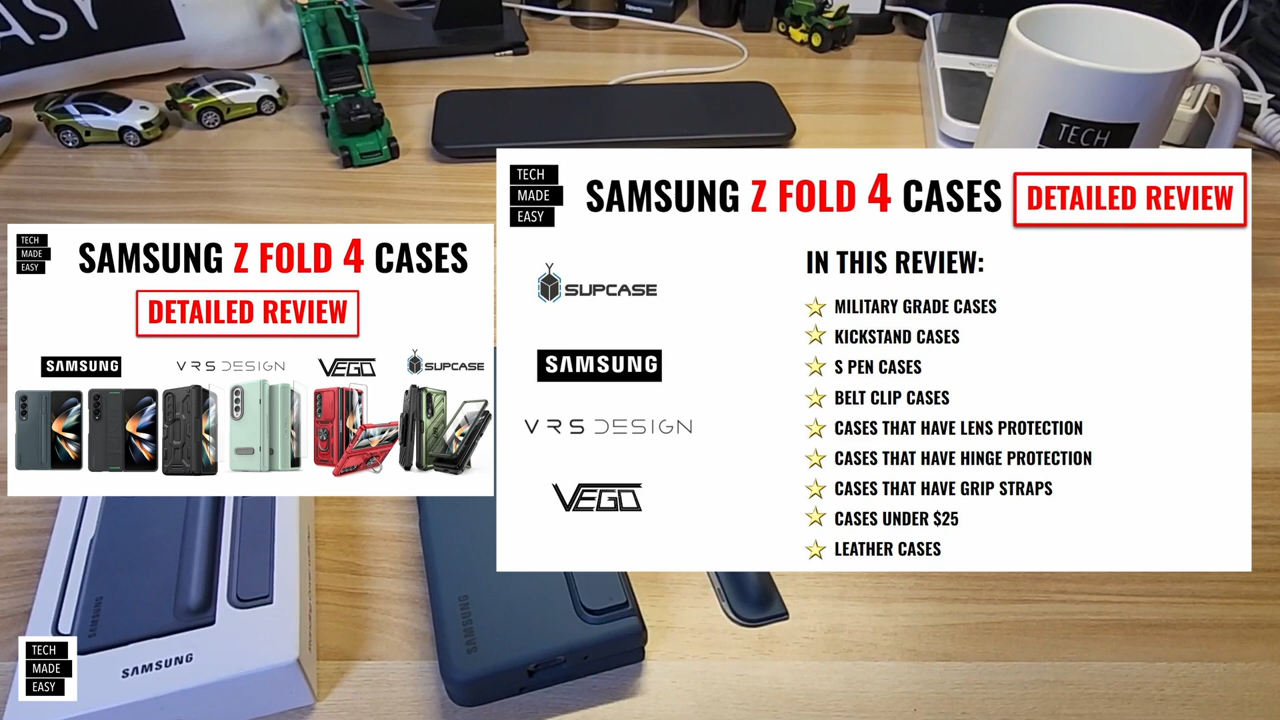 ASY
TECH
TECH
MADE
EASY
SAMSUNG Z FOLD 4 CASES
DETAILED REVIEW
SAMSUNG
VRS DESIGN
VEGO
SUPCASE
TECH
MADE
EASY
SAMSUNG Z FOLD 4 CASES
DETAILED REVIEW
SUPCASE
SAMSUNG
VRS DESIGN
VEGO
IN THIS REVIEW:
MILITARY GRADE CASES
KICKSTAND CASES
S PEN CASES
BELT CLIP CASES
CASES THAT HAVE LENS PROTECTION
CASES THAT HAVE HINGE PROTECTION
CASES THAT HAVE GRIP STRAPS
CASES UNDER $25
LEATHER CASES
SAMSUNG
SAMSUNG
SAMSUNG
TECH
MADE
EASY